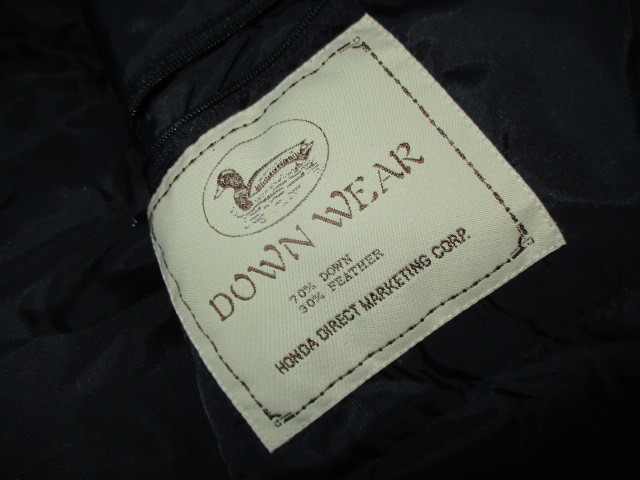 DOWN WEAR
70% DOWN
30% FEATHER
HONDA DIRECT MARKETING CORP.